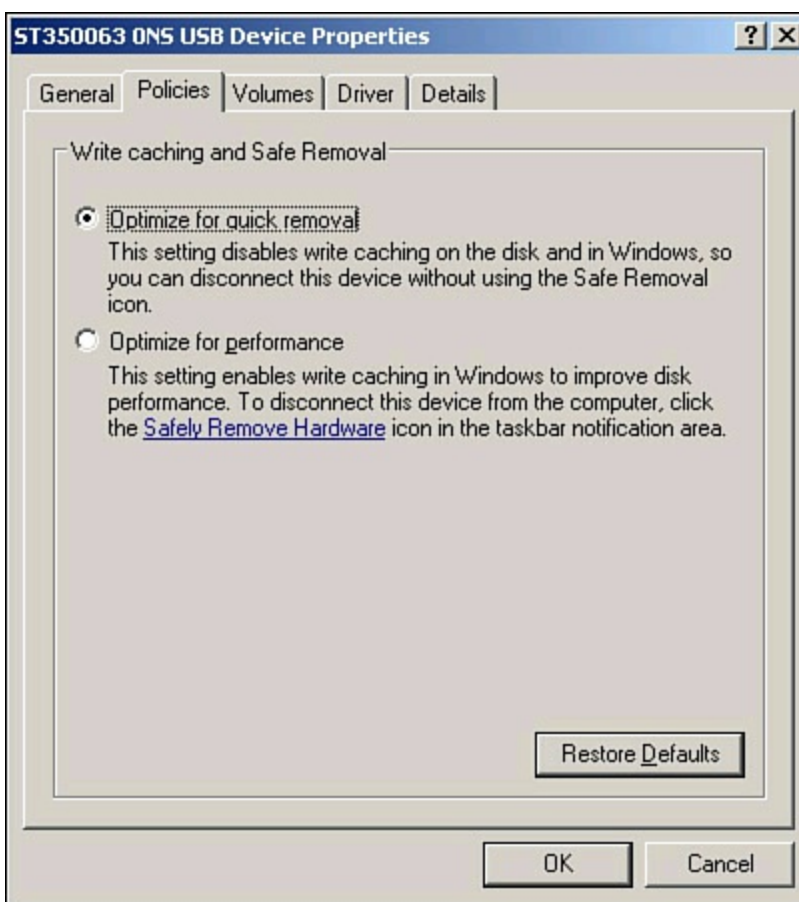 ST350063 0NS USB Device Properties
General Policies Volumes Driver Details
Write caching and Safe Removal
Optimize for quick removal
This setting disables write caching on the disk and in Windows, so
you can disconnect this device without using the Safe Removal
icon.
Optimize for performance
This setting enables write caching in Windows to improve disk
performance. To disconnect this device from the computer, click
the Safely Remove Hardware icon in the taskbar notification area.
Restore Defaults
OK Cancel